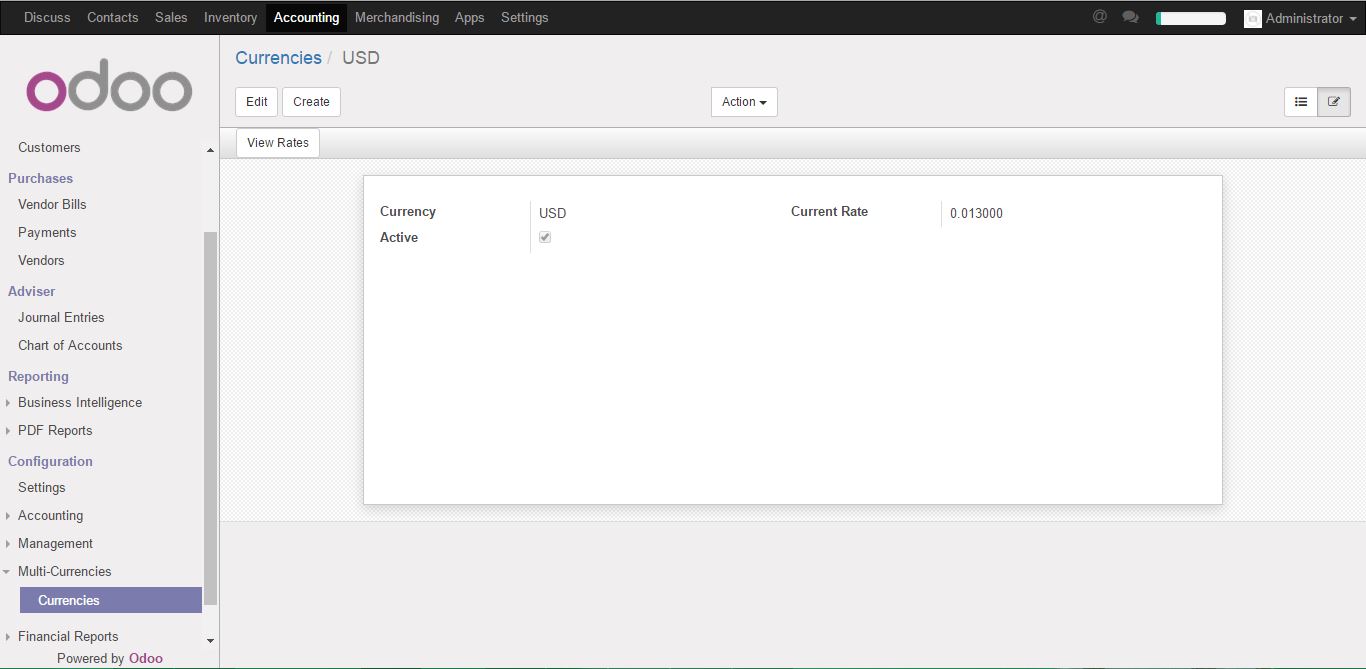 Discuss Contacts Sales Inventory Accounting Merchandising Apps Settings @ Administrator
odoo
Currencies / USD
Edit Create Action
View Rates
Customers
Purchases
Vendor Bills
Payments
Vendors
Adviser
Journal Entries
Chart of Accounts
Reporting
Business Intelligence
PDF Reports
Configuration
Settings
Accounting
Management
Multi-Currencies
Currencies
Financial Reports
Powered by Odoo
Currency USD Current Rate 0.013000
Active